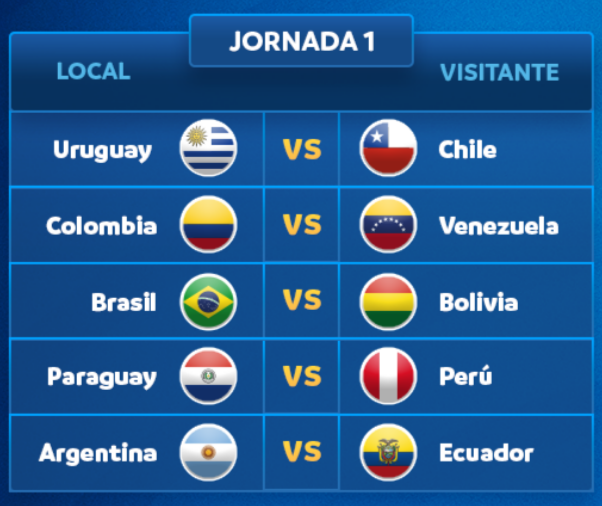 JORNADA 1
LOCAL VISITANTE
Uruguay VS Chile
Colombia VS Venezuela
Brasil VS Bolivia
Paraguay VS Perú
Argentina VS Ecuador